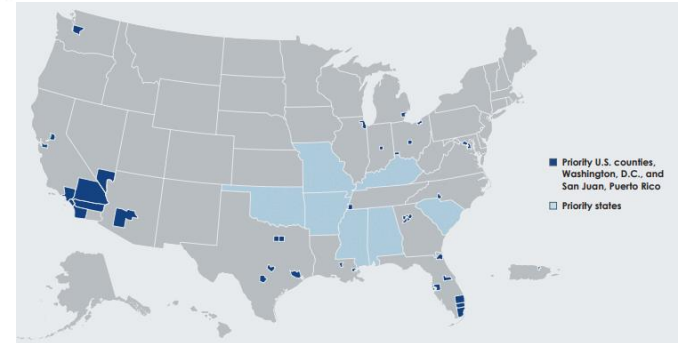 Priority U.S. counties,
Washington, D.C., and
San Juan, Puerto Rico
Priority states